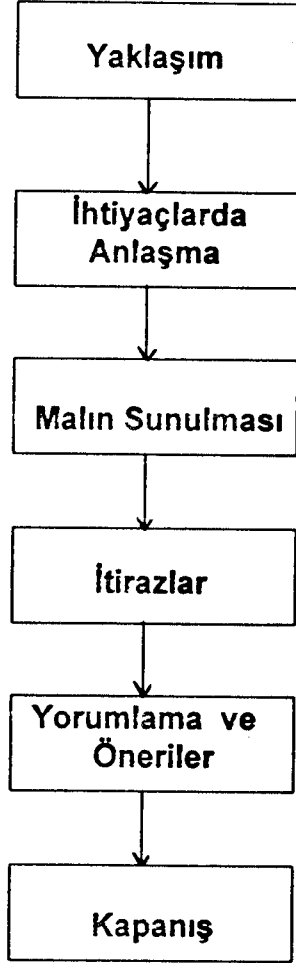 Yaklaşım
İhtiyaçlarda
Anlaşma
Malın Sunulması
İtirazlar
Yorumlama ve
Öneriler
Kapanış